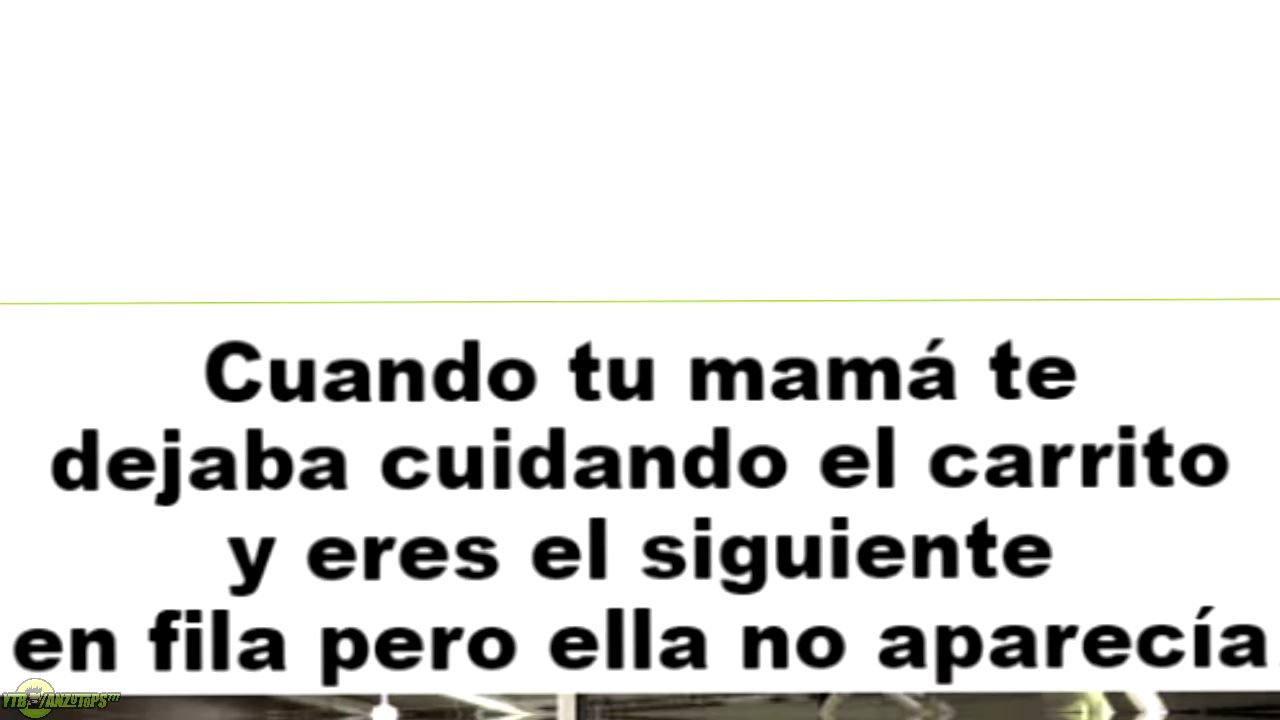 Cuando tu mamá te
dejaba cuidando el carrito
y eres el siguiente
en fila pero ella no aparecía